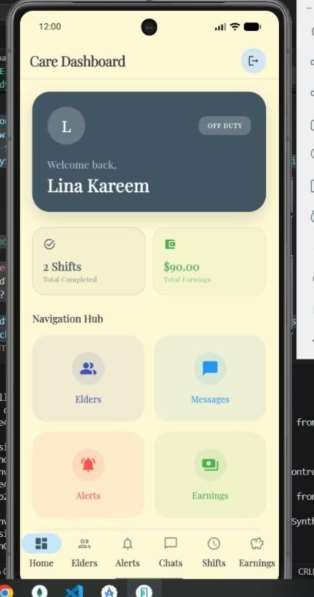 12:00
Care Dashboard
L
OFF DUTY
Welcome back,
Lina Kareem
2 Shifts
Total Completed
$90.00
Total Earnings
Navigation Hub
Elders
Messages
Alerts
Earnings
Home Elders Alerts Chats Shifts Earnings